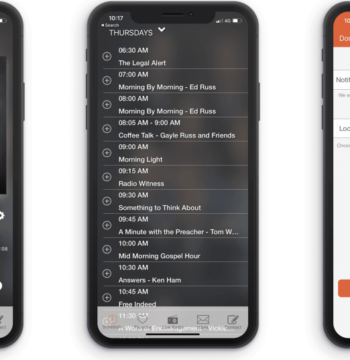 10:17
Search
THURSDAYS
06:30 AM
The Legal Alert
07:00 AM
Morning By Morning - Ed Russ
08:00 AM
Morning By Morning - Ed Russ
08:05 AM - 9:00 AM
Coffee Talk - Gayle Russ and Friends
09:00 AM
Morning Light
09:15 AM
Radio Witness
09:30 AM
Something to Think About
09:45 AM
A Minute with the Preacher - Tom W...
10:00 AM
Mid Morning Gospel Hour
10:30 AM
Answers - Ken Ham
10:45 AM
Free Indeed
11:30 AM
08
Don
Notifi
Loc